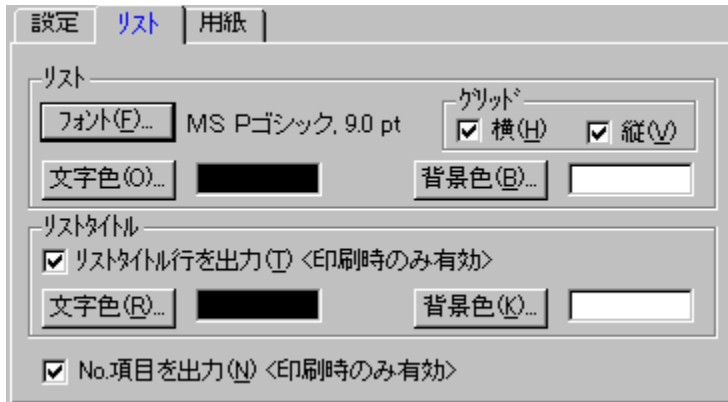 設定 リスト 用紙
リスト
フォント(F)... MS Pゴシック, 9.0 pt
グリッド
横(H) 縦(V)
文字色(O)... 背景色(B)...
リストタイトル
リストタイトル行を出力(T) <印刷時のみ有効>
文字色(R)... 背景色(K)...
No.項目を出力(N) <印刷時のみ有効>